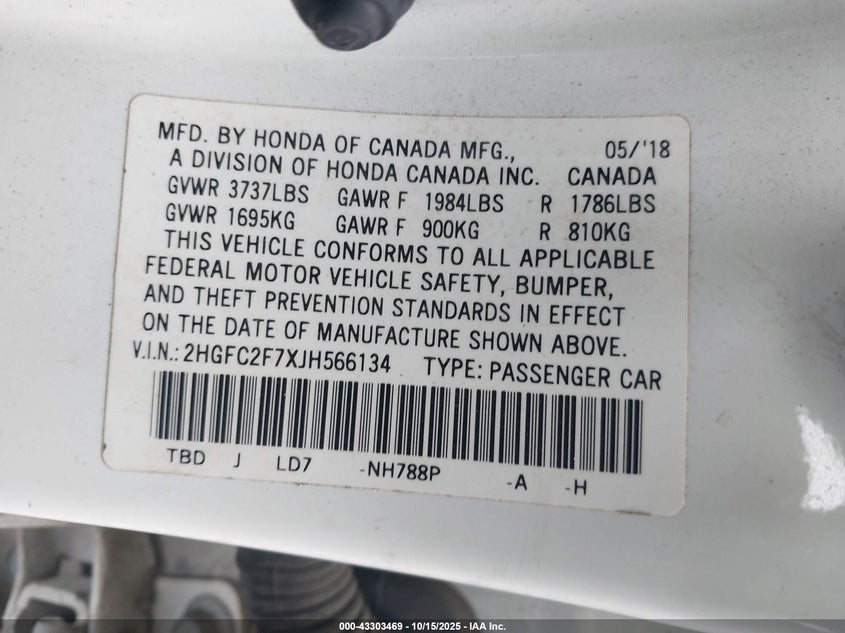 MFD. BY HONDA OF CANADA MFG., 05/'18
A DIVISION OF HONDA CANADA INC. CANADA
GVWR 3737LBS GAWR F 1984LBS R 1786LBS
GVWR 1695KG GAWR F 900KG R 810KG
THIS VEHICLE CONFORMS TO ALL APPLICABLE
FEDERAL MOTOR VEHICLE SAFETY, BUMPER,
AND THEFT PREVENTION STANDARDS IN EFFECT
ON THE DATE OF MANUFACTURE SHOWN ABOVE.
V.I.N.: 2HGFC2F7XJH566134 TYPE: PASSENGER CAR
TBD J LD7 -NH788P -A -H
000-43303469 - 10/15/2025 - IAA Inc.